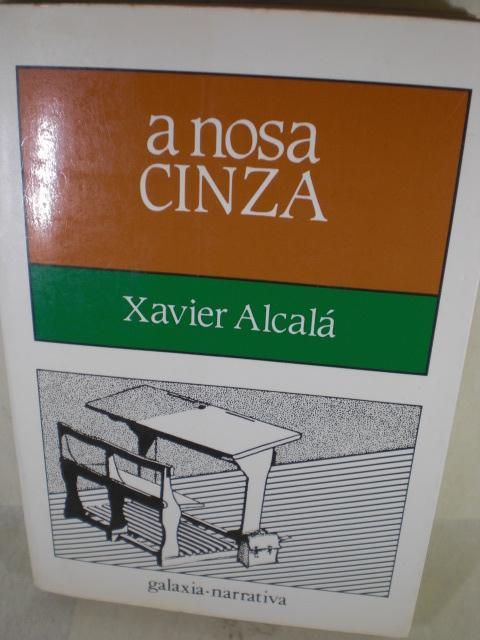 a nosa
CINZA
Xavier Alcalá
galaxia·narrativa